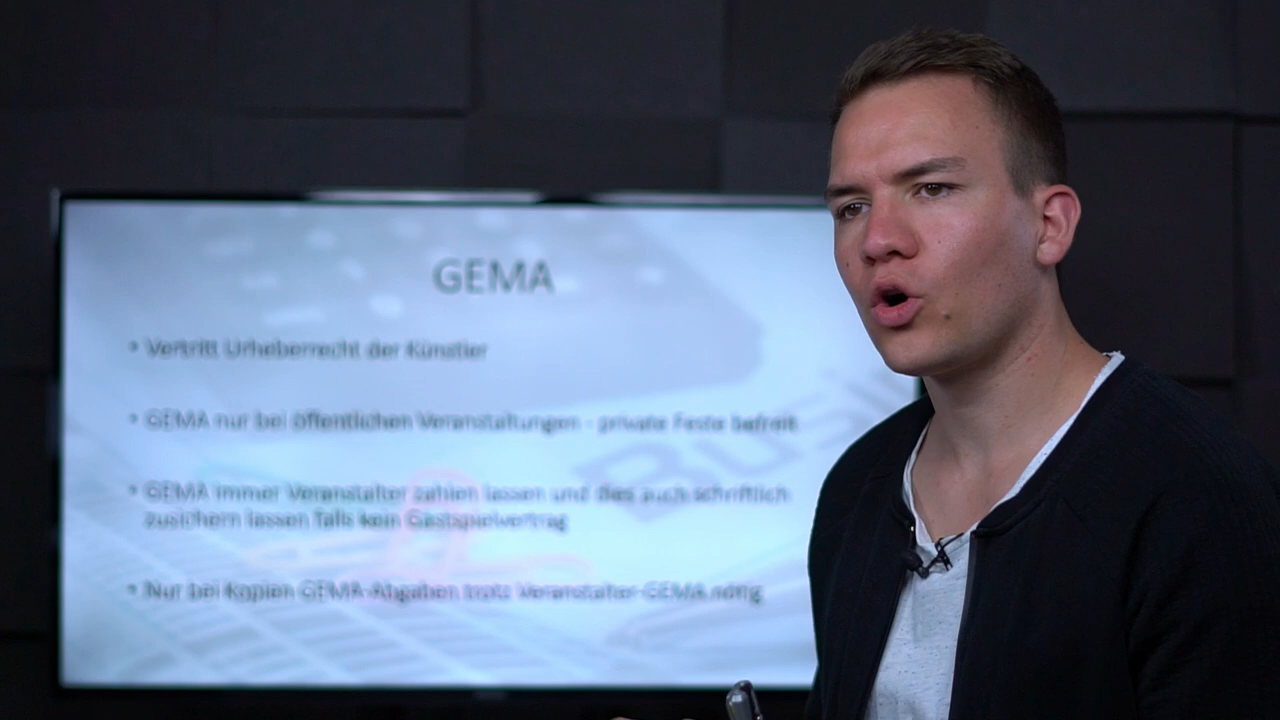 GEMA
• Vertritt Urheberrecht der Künstler
• GEMA nur bei öffentlichen Veranstaltungen - private Feste befreit
• GEMA immer Veranstalter zahlen lassen und dies auch schriftlich
zusichern lassen falls kein Gastspielvertrag
• Nur bei Kopien GEMA-Abgaben trotz Veranstalter-GEMA nötig
Busin